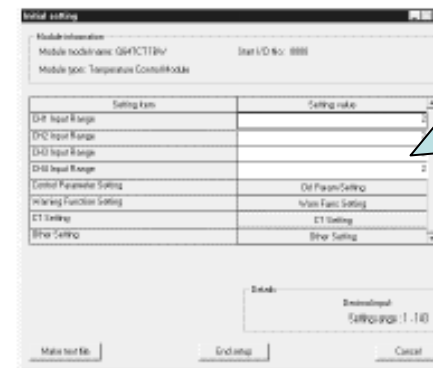 Initial setting
Module information
Module model name: Q64TCTTBW Start I/O No.: 0000
Module type: Temperature Control Module
Setting item Setting value
CH1 Input Range 2
CH2 Input Range
CH3 Input Range
CH4 Input Range 2
Control Parameter Setting Ctrl Param Setting
Warning Function Setting Warn Func Setting
CT Setting CT Setting
Other Setting Other Setting
Details
Decimal input
Setting range : 1 - 143
Make text file End setup Cancel